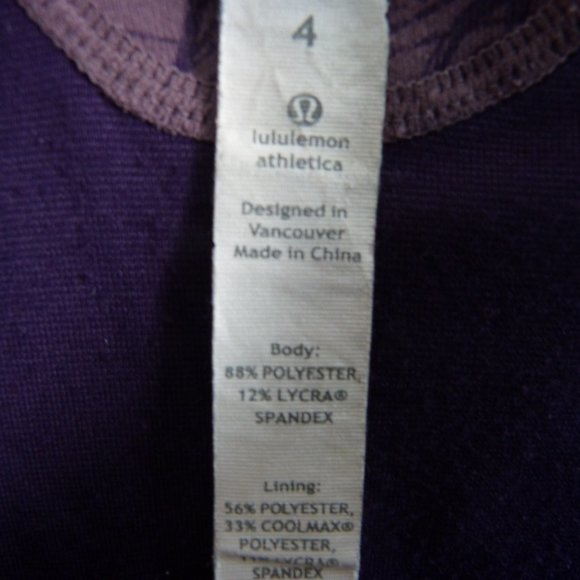 4
lululemon
athletica
Designed in
Vancouver
Made in China
Body:
88% POLYESTER,
12% LYCRA®
SPANDEX
Lining:
56% POLYESTER,
33% COOLMAX®
POLYESTER,
LYCRA®
SPANDEX